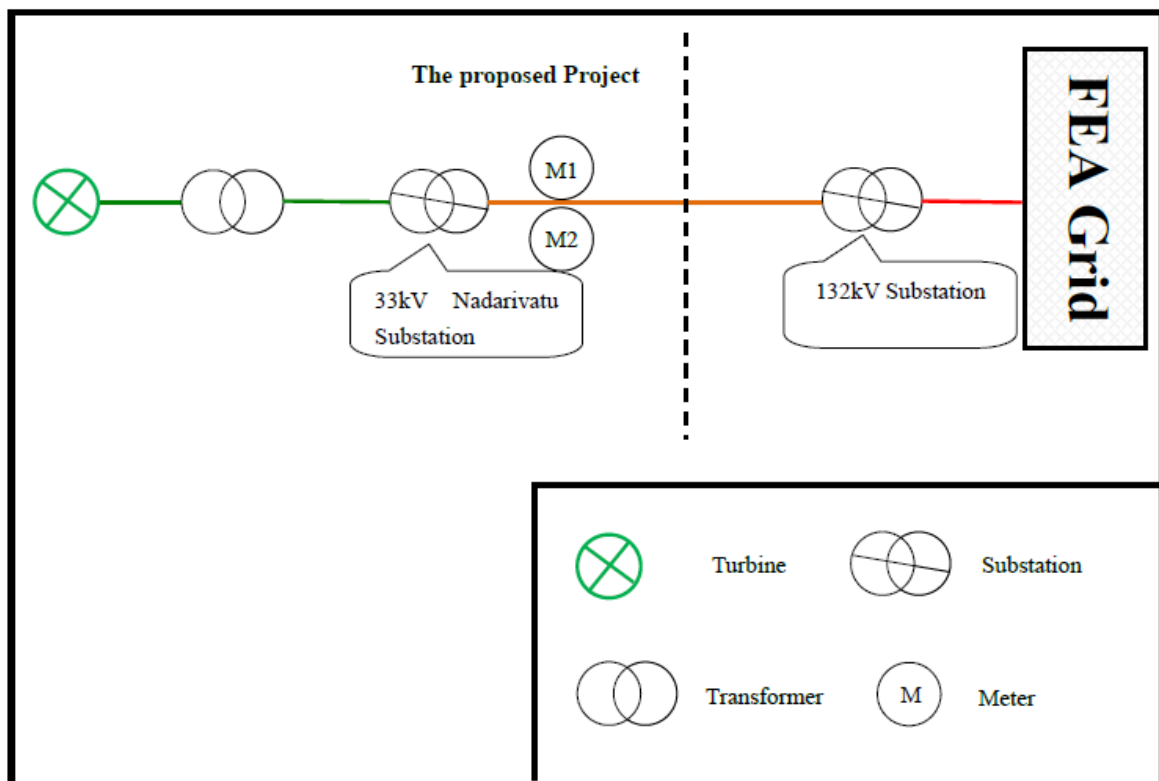 The proposed Project
M1
M2
33kV Nadarivatu
Substation
132kV Substation
FEA Grid
Turbine
Substation
Transformer
M
Meter